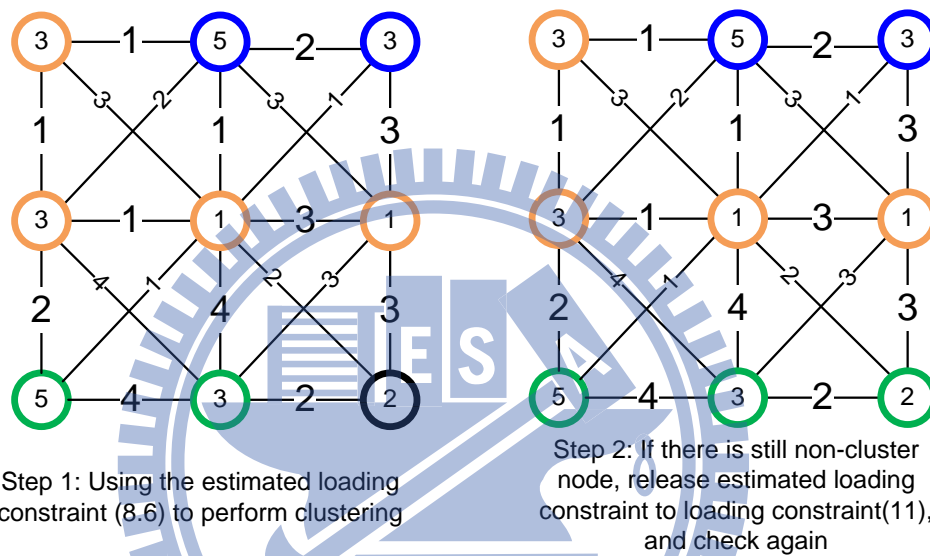 3 1 5 2 3
3 2 3 1
1 1 3
3 1 1 3 1
4 1 2 3
2 4 3
5 4 3 2 2
Step 1: Using the estimated loading
constraint (8.6) to perform clustering
3 1 5 2 3
3 2 3 1
1 1 3
3 1 1 3 1
4 1 2 3
2 4 3
5 4 3 2 2
Step 2: If there is still non-cluster
node, release estimated loading
constraint to loading constraint(11),
and check again
E S A